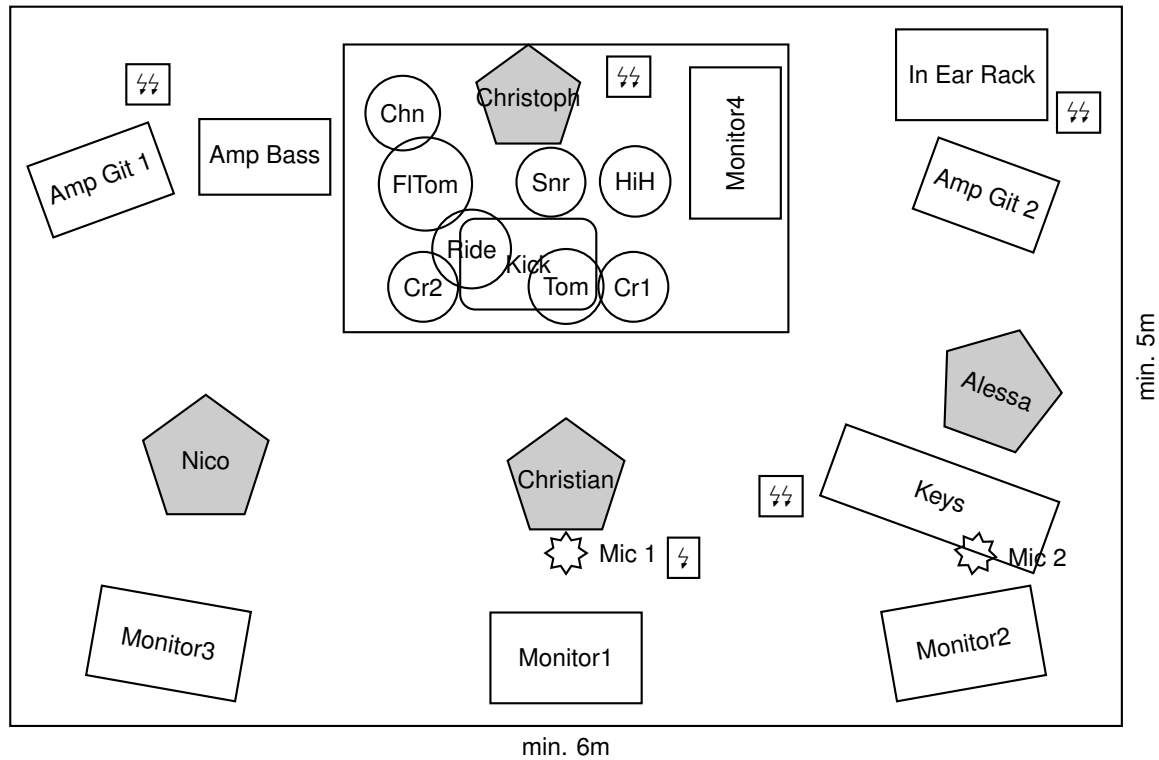 In Ear Rack
Christoph
Chn
Monitor4
Amp Bass
Amp Git 1
FlTom
Snr
HiH
Amp Git 2
Ride
Kick
Cr2
Tom
Cr1
min. 5m
Alessa
Nico
Christian
Keys
Mic 1
Mic 2
Monitor3
Monitor1
Monitor2
min. 6m